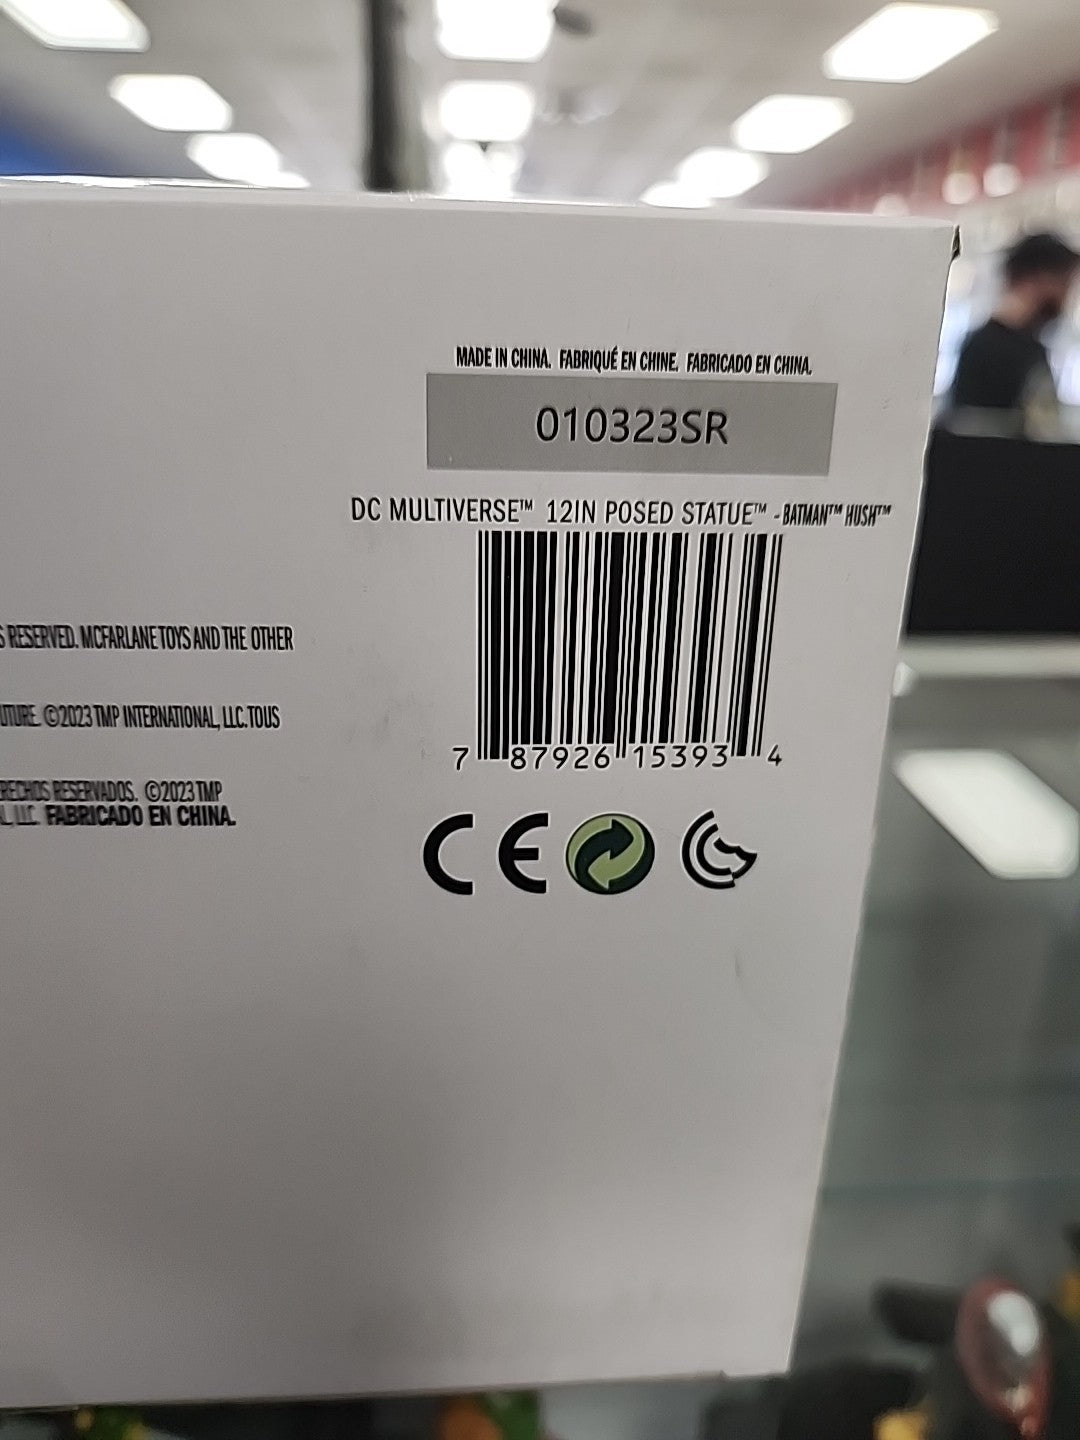 MADE IN CHINA. FABRIQUÉ EN CHINE. FABRICADO EN CHINA.
010323SR
DC MULTIVERSE™ 12IN POSED STATUE™ - BATMAN™ HUSH™
S RESERVED. MCFARLANE TOYS AND THE OTHER
UTURE. ©2023 TMP INTERNATIONAL, LLC. TOUS
7 87926 15393 4
RECHOS RESERVADOS. ©2023 TMP
L, LLC. FABRICADO EN CHINA.
CE